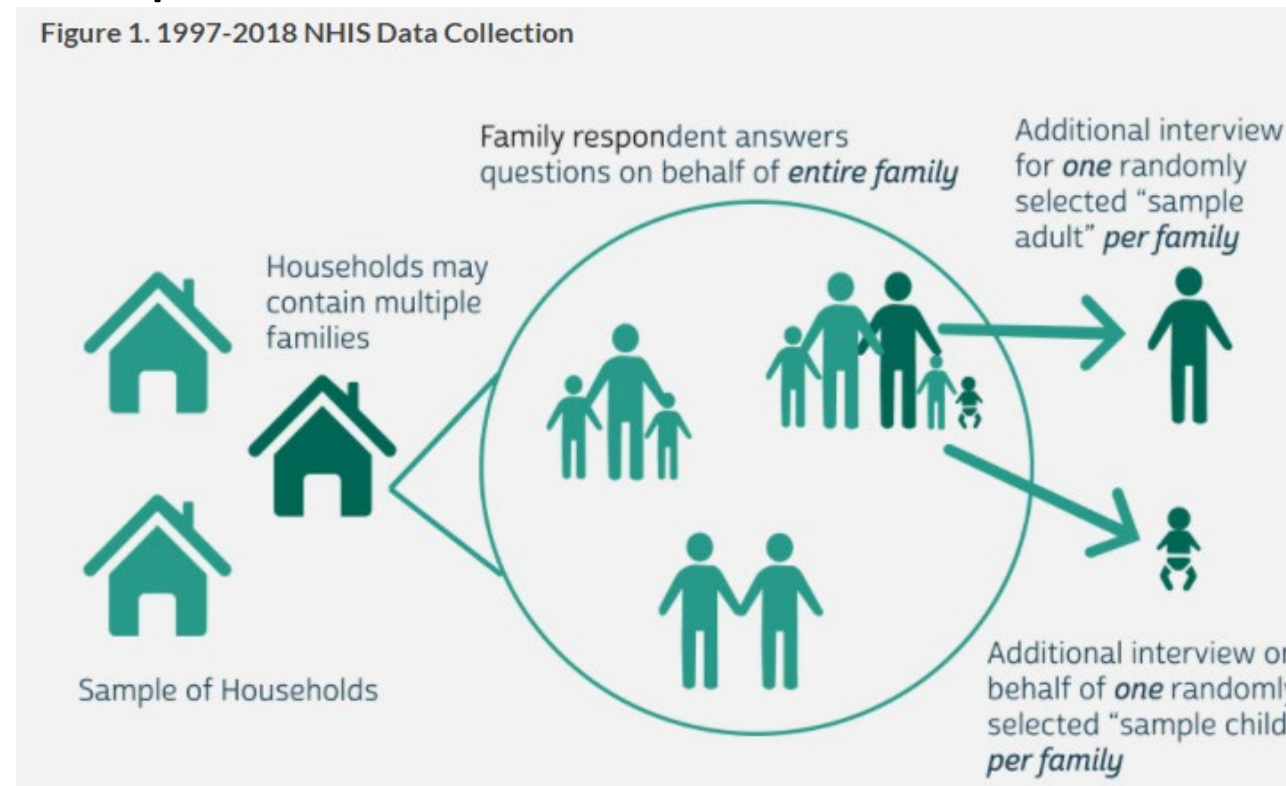 Figure 1. 1997-2018 NHIS Data Collection
Family respondent answers
questions on behalf of entire family
Additional interview
for one randomly
selected “sample
adult” per family
Households may
contain multiple
families
Sample of Households
Additional interview
behalf of one
selected “sample child
per family